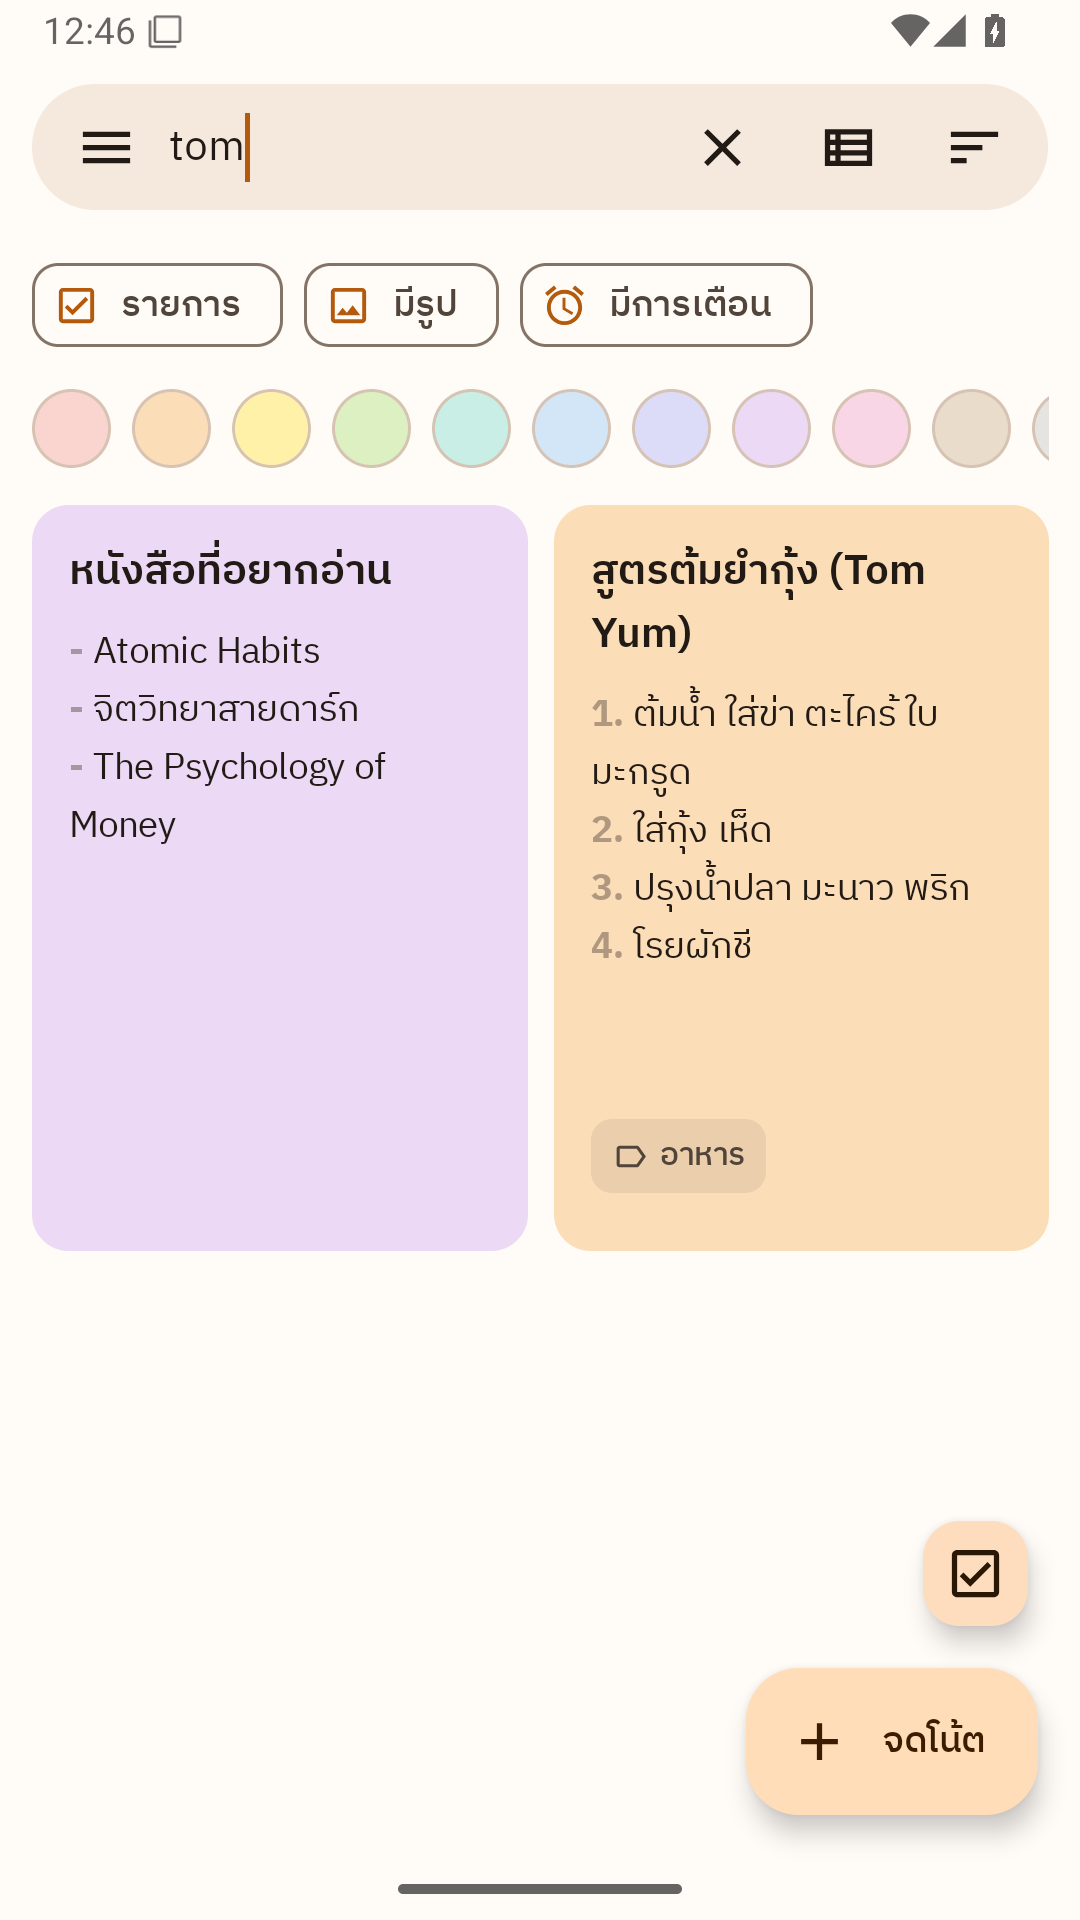 12:46
tom
รายการ
มีรูป
มีการเตือน
หนังสือที่อยากอ่าน
- Atomic Habits
- จิตวิทยาสายดาร์ก
- The Psychology of
Money
สูตรต้มยำกุ้ง (Tom
Yum)
1. ต้มน้ำ ใส่ข่า ตะไคร้ ใบ
มะกรูด
2. ใส่กุ้ง เห็ด
3. ปรุงน้ำปลา มะนาว พริก
4. โรยผักชี
อาหาร
จดโน้ต